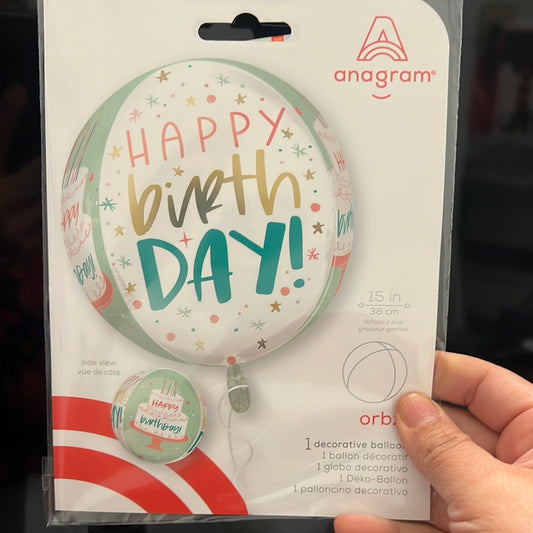 anagram®
HAPPY
birth
DAY!
HAPPY
15 in
38 cm
inflated size
grosseur gonflée
side view
vue de côté
HAPPY
birthday!
1 decorative balloon
1 ballon décoratif
1 globo decorativo
1 Deko-Ballon
1 palloncino decorativo